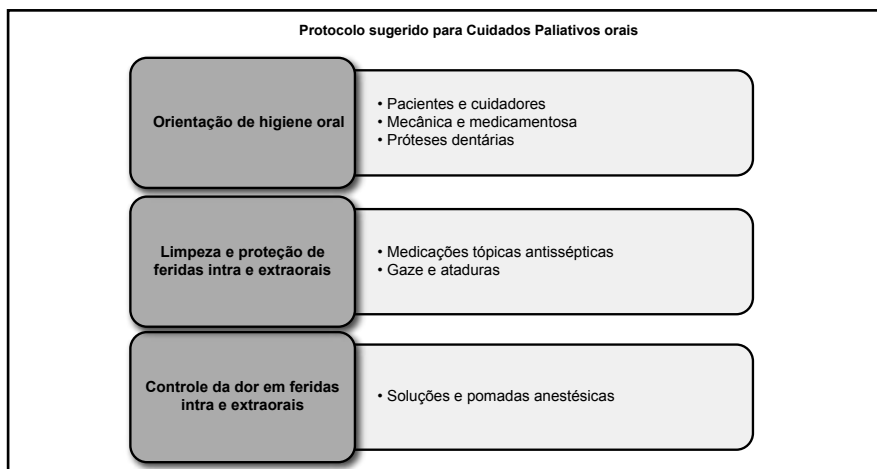 Protocolo sugerido para Cuidados Paliativos orais
Orientação de higiene oral
• Pacientes e cuidadores
• Mecânica e medicamentosa
• Próteses dentárias
Limpeza e proteção de
feridas intra e extraorais
• Medicações tópicas antissépticas
• Gaze e ataduras
Controle da dor em feridas
intra e extraorais
• Soluções e pomadas anestésicas